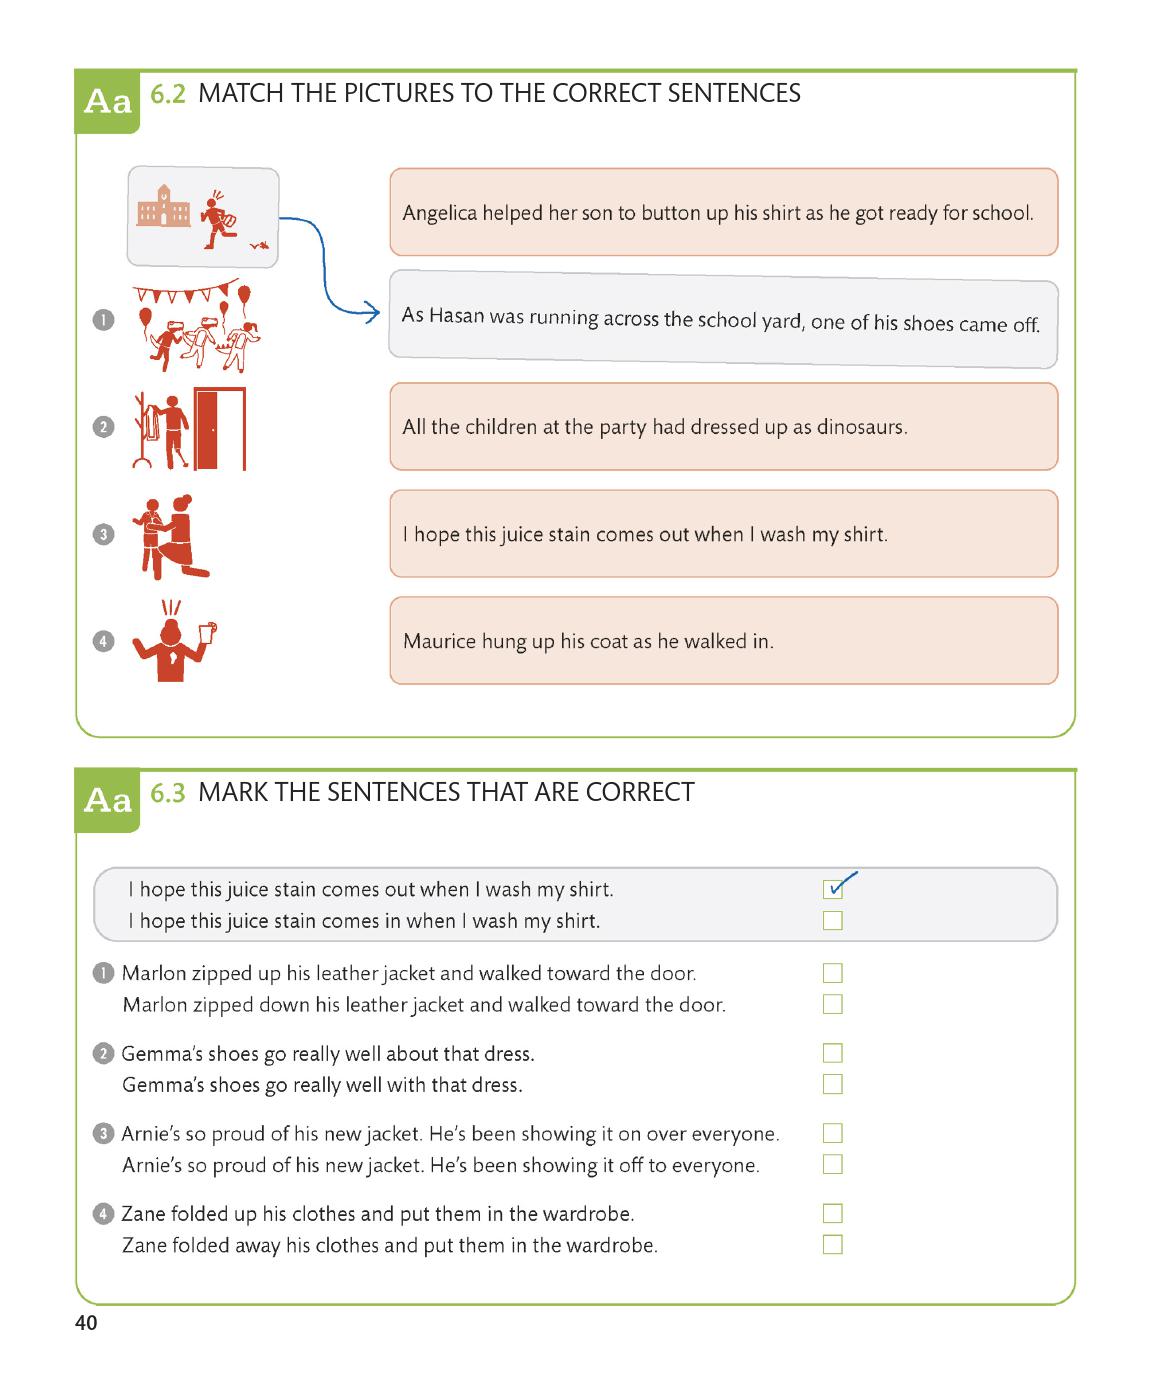 Aa 6.2 MATCH THE PICTURES TO THE CORRECT SENTENCES
Angelica helped her son to button up his shirt as he got ready for school.
1
As Hasan was running across the school yard, one of his shoes came off.
2
All the children at the party had dressed up as dinosaurs.
3
I hope this juice stain comes out when I wash my shirt.
4
Maurice hung up his coat as he walked in.
Aa 6.3 MARK THE SENTENCES THAT ARE CORRECT
I hope this juice stain comes out when I wash my shirt.
I hope this juice stain comes in when I wash my shirt.
1 Marlon zipped up his leather jacket and walked toward the door.
Marlon zipped down his leather jacket and walked toward the door.
2 Gemma’s shoes go really well about that dress.
Gemma’s shoes go really well with that dress.
3 Arnie’s so proud of his new jacket. He’s been showing it on over everyone.
Arnie’s so proud of his new jacket. He’s been showing it off to everyone.
4 Zane folded up his clothes and put them in the wardrobe.
Zane folded away his clothes and put them in the wardrobe.
40